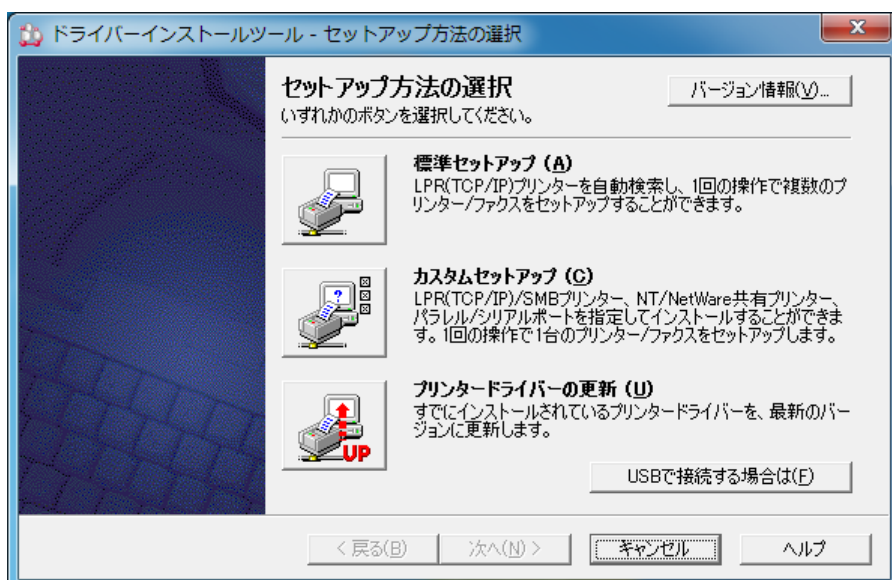 ドライバーインストールツール - セットアップ方法の選択
セットアップ方法の選択
バージョン情報(V)...
いずれかのボタンを選択してください。
標準セットアップ (A)
LPR(TCP/IP)プリンターを自動検索し、1回の操作で複数のプ
リンター/ファクスをセットアップすることができます。
カスタムセットアップ (C)
?
LPR(TCP/IP)/SMBプリンター、NT/NetWare共有プリンター、
パラレル/シリアルポートを指定してインストールすることができま
す。1回の操作で1台のプリンター/ファクスをセットアップします。
プリンタードライバーの更新 (U)
すでにインストールされているプリンタードライバーを、最新のバー
ジョンに更新します。
UP
USBで接続する場合は(F)
< 戻る(B)
次へ(N) >
キャンセル
ヘルプ